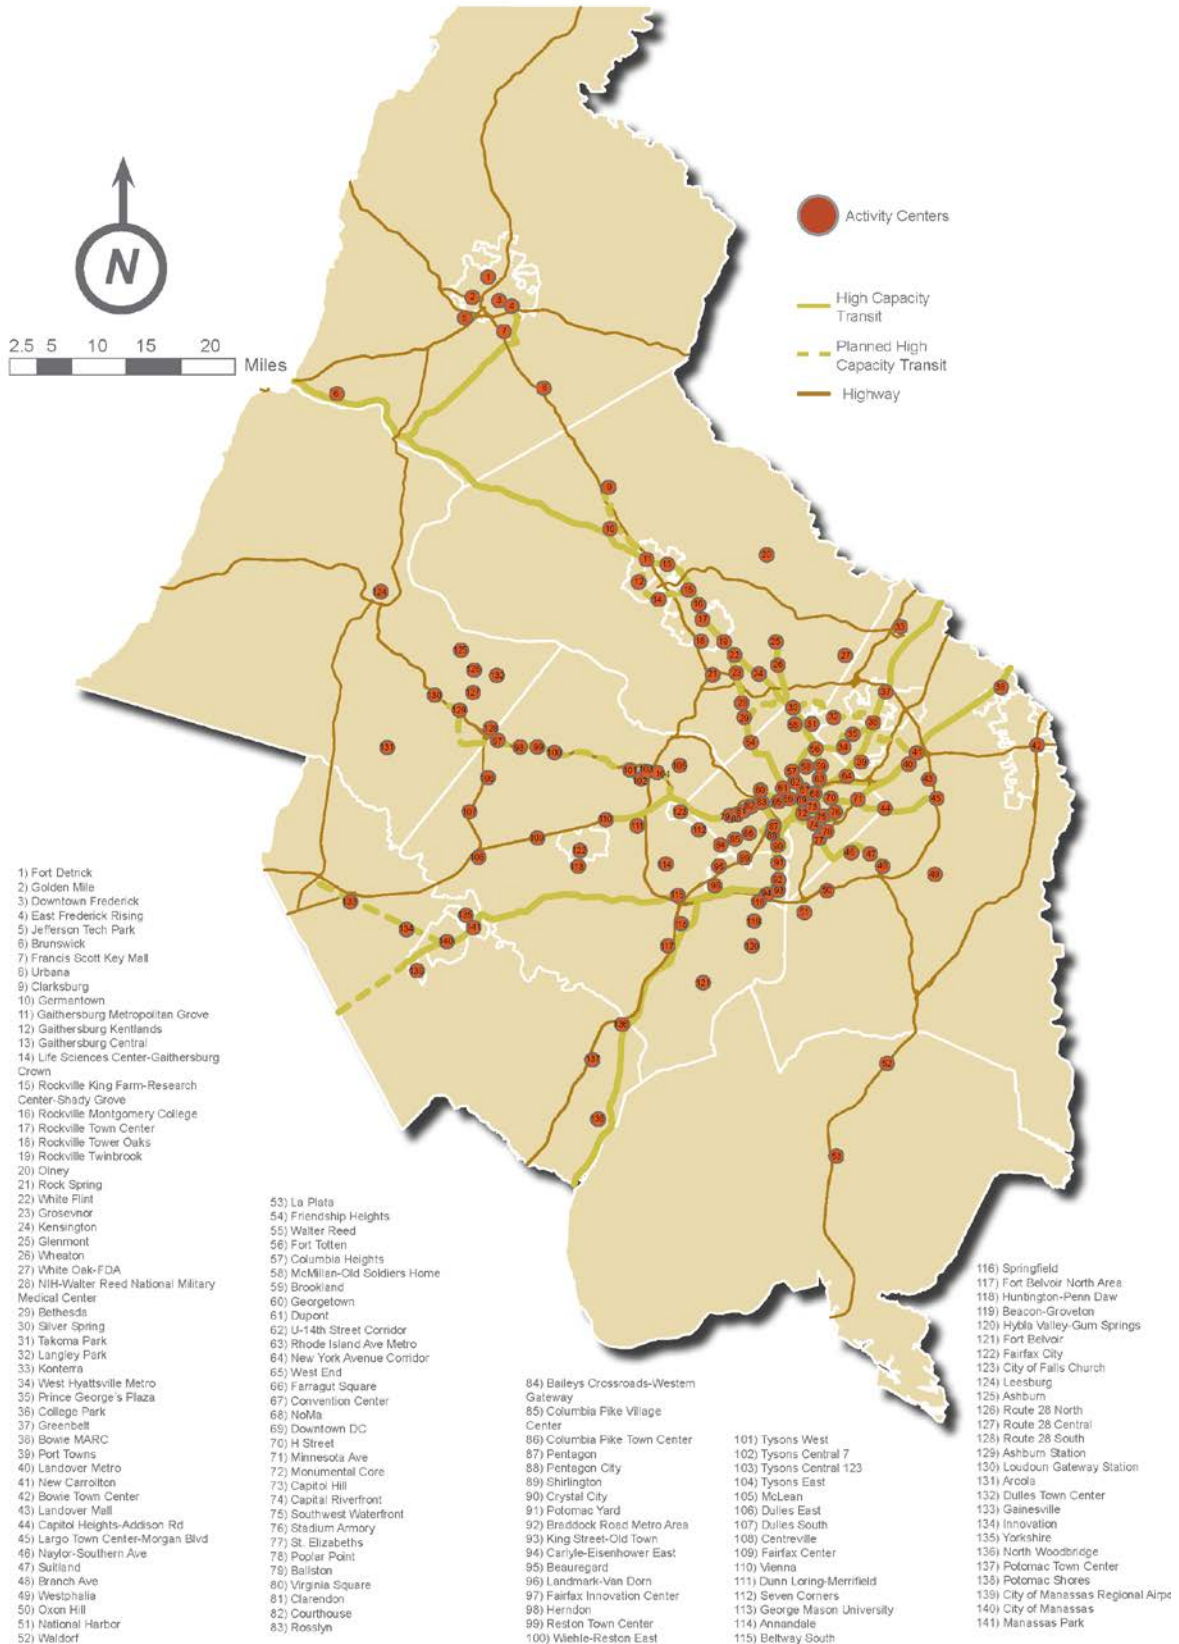 N
2.5 5 10 15 20
Miles
Activity Centers
High Capacity
Transit
Planned High
Capacity Transit
Highway
1) Fort Detrick
2) Golden Mile
3) Downtown Frederick
4) East Frederick Rising
5) Jefferson Tech Park
6) Brunswick
7) Francis Scott Key Mall
8) Urbana
9) Clarksburg
10) Germantown
11) Gaithersburg Metropolitan Grove
12) Gaithersburg Kentlands
13) Gaithersburg Central
14) Life Sciences Center-Gaithersburg
Crown
15) Rockville King Farm-Research
Center-Shady Grove
16) Rockville Montgomery College
17) Rockville Town Center
18) Rockville Tower Oaks
19) Rockville Twinbrook
20) Olney
21) Rock Spring
22) White Flint
23) Grosevnor
24) Kensington
25) Glenmont
26) Wheaton
27) White Oak-FDA
28) NIH-Walter Reed National Military
Medical Center
29) Bethesda
30) Silver Spring
31) Takoma Park
32) Langley Park
33) Konterra
34) West Hyattsville Metro
35) Prince George's Plaza
36) College Park
37) Greenbelt
38) Bowie MARC
39) Port Towns
40) Landover Metro
41) New Carrollton
42) Bowie Town Center
43) Landover Mall
44) Capitol Heights-Addison Rd
45) Largo Town Center-Morgan Blvd
46) Naylor-Southern Ave
47) Suitland
48) Branch Ave
49) Westphalia
50) Oxon Hill
51) National Harbor
52) Waldorf
53) La Plata
54) Friendship Heights
55) Walter Reed
56) Fort Totten
57) Columbia Heights
58) McMillan-Old Soldiers Home
59) Brookland
60) Georgetown
61) Dupont
62) U-14th Street Corridor
63) Rhode Island Ave Metro
64) New York Avenue Corridor
65) West End
66) Farragut Square
67) Convention Center
68) NoMa
69) Downtown DC
70) H Street
71) Minnesota Ave
72) Monumental Core
73) Capitol Hill
74) Capital Riverfront
75) Southwest Waterfront
76) Stadium Armory
77) St. Elizabeths
78) Poplar Point
79) Ballston
80) Virginia Square
81) Clarendon
82) Courthouse
83) Rosslyn
84) Baileys Crossroads-Western
Gateway
85) Columbia Pike Village
Center
86) Columbia Pike Town Center
87) Pentagon
88) Pentagon City
89) Shirlington
90) Crystal City
91) Potomac Yard
92) Braddock Road Metro Area
93) King Street-Old Town
94) Carlyle-Eisenhower East
95) Beauregard
96) Landmark-Van Dorn
97) Fairfax Innovation Center
98) Herndon
99) Reston Town Center
100) Wiehle-Reston East
101) Tysons West
102) Tysons Central 7
103) Tysons Central 123
104) Tysons East
105) McLean
106) Dulles East
107) Dulles South
108) Centreville
109) Fairfax Center
110) Vienna
111) Dunn Loring-Merrifield
112) Seven Corners
113) George Mason University
114) Annandale
115) Beltway South
116) Springfield
117) Fort Belvoir North Area
118) Huntington-Penn Daw
119) Beacon-Groveton
120) Hybla Valley-Gum Springs
121) Fort Belvoir
122) Fairfax City
123) City of Falls Church
124) Leesburg
125) Ashburn
126) Route 28 North
127) Route 28 Central
128) Route 28 South
129) Ashburn Station
130) Loudoun Gateway Station
131) Arcola
132) Dulles Town Center
133) Gainesville
134) Innovation
135) Yorkshire
136) North Woodbridge
137) Potomac Town Center
138) Potomac Shores
139) City of Manassas Regional Airpo
140) City of Manassas
141) Manassas Park